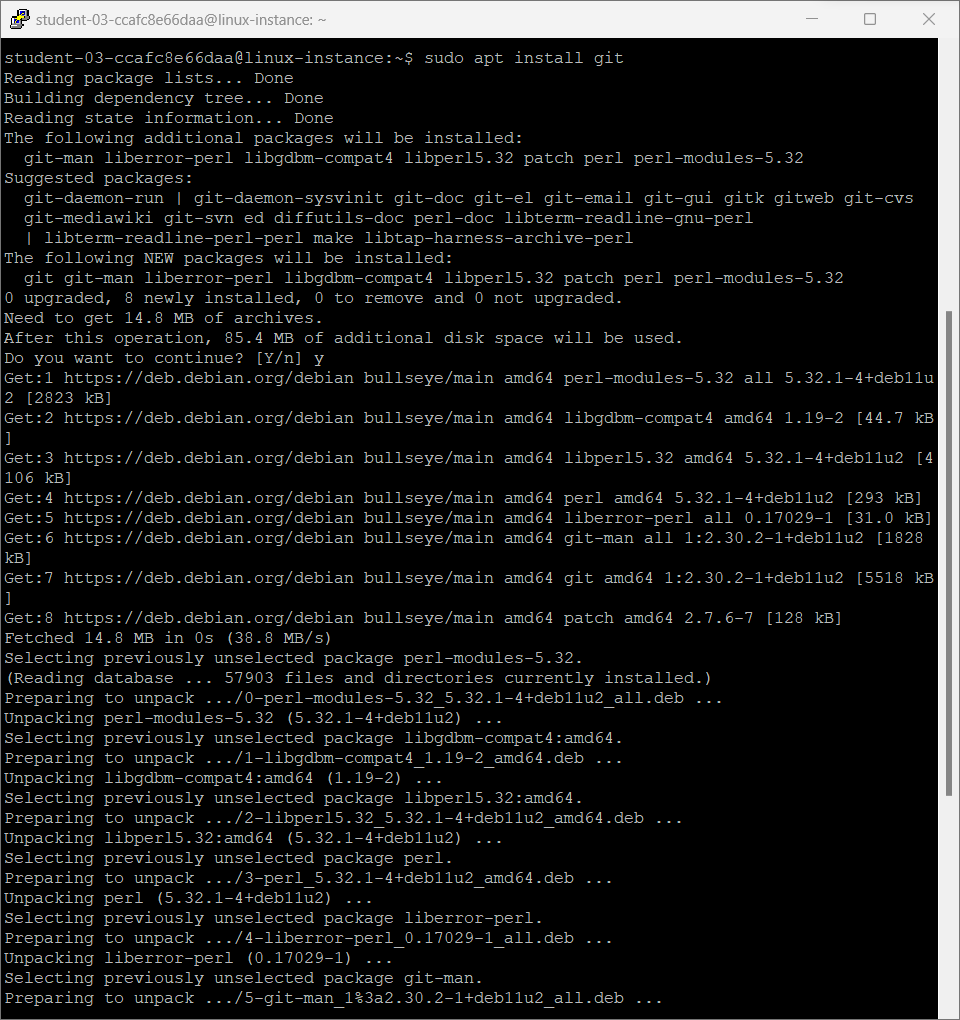 student-03-ccafc8e66daa@linux-instance: ~
student-03-ccafc8e66daa@linux-instance:~$ sudo apt install git
Reading package lists... Done
Building dependency tree... Done
Reading state information... Done
The following additional packages will be installed:
  git-man liberror-perl libgdbm-compat4 libperl5.32 patch perl perl-modules-5.32
Suggested packages:
  git-daemon-run | git-daemon-sysvinit git-doc git-el git-email git-gui gitk gitweb git-cvs
  git-mediawiki git-svn ed diffutils-doc perl-doc libterm-readline-gnu-perl
  | libterm-readline-perl-perl make libtap-harness-archive-perl
The following NEW packages will be installed:
  git git-man liberror-perl libgdbm-compat4 libperl5.32 patch perl perl-modules-5.32
0 upgraded, 8 newly installed, 0 to remove and 0 not upgraded.
Need to get 14.8 MB of archives.
After this operation, 85.4 MB of additional disk space will be used.
Do you want to continue? [Y/n] y
Get:1 https://deb.debian.org/debian bullseye/main amd64 perl-modules-5.32 all 5.32.1-4+deb11u
2 [2823 kB]
Get:2 https://deb.debian.org/debian bullseye/main amd64 libgdbm-compat4 amd64 1.19-2 [44.7 kB
]
Get:3 https://deb.debian.org/debian bullseye/main amd64 libperl5.32 amd64 5.32.1-4+deb11u2 [4
106 kB]
Get:4 https://deb.debian.org/debian bullseye/main amd64 perl amd64 5.32.1-4+deb11u2 [293 kB]
Get:5 https://deb.debian.org/debian bullseye/main amd64 liberror-perl all 0.17029-1 [31.0 kB]
Get:6 https://deb.debian.org/debian bullseye/main amd64 git-man all 1:2.30.2-1+deb11u2 [1828
kB]
Get:7 https://deb.debian.org/debian bullseye/main amd64 git amd64 1:2.30.2-1+deb11u2 [5518 kB
]
Get:8 https://deb.debian.org/debian bullseye/main amd64 patch amd64 2.7.6-7 [128 kB]
Fetched 14.8 MB in 0s (38.8 MB/s)
Selecting previously unselected package perl-modules-5.32.
(Reading database ... 57903 files and directories currently installed.)
Preparing to unpack .../0-perl-modules-5.32_5.32.1-4+deb11u2_all.deb ...
Unpacking perl-modules-5.32 (5.32.1-4+deb11u2) ...
Selecting previously unselected package libgdbm-compat4:amd64.
Preparing to unpack .../1-libgdbm-compat4_1.19-2_amd64.deb ...
Unpacking libgdbm-compat4:amd64 (1.19-2) ...
Selecting previously unselected package libperl5.32:amd64.
Preparing to unpack .../2-libperl5.32_5.32.1-4+deb11u2_amd64.deb ...
Unpacking libperl5.32:amd64 (5.32.1-4+deb11u2) ...
Selecting previously unselected package perl.
Preparing to unpack .../3-perl_5.32.1-4+deb11u2_amd64.deb ...
Unpacking perl (5.32.1-4+deb11u2) ...
Selecting previously unselected package liberror-perl.
Preparing to unpack .../4-liberror-perl_0.17029-1_all.deb ...
Unpacking liberror-perl (0.17029-1) ...
Selecting previously unselected package git-man.
Preparing to unpack .../5-git-man_1%3a2.30.2-1+deb11u2_all.deb ...